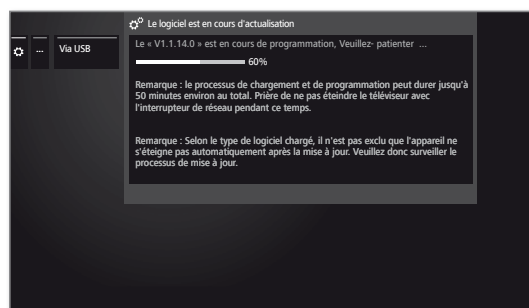 Le logiciel est en cours d'actualisation
... Via USB
Le « V1.1.14.0 » est en cours de programmation, Veuillez- patienter ...
60%
Remarque : le processus de chargement et de programmation peut durer jusqu'à
50 minutes environ au total. Prière de ne pas éteindre le téléviseur avec
l'interrupteur de réseau pendant ce temps.
Remarque : Selon le type de logiciel chargé, il n'est pas exclu que l'appareil ne
s'éteigne pas automatiquement après la mise à jour. Veuillez donc surveiller le
processus de mise à jour.